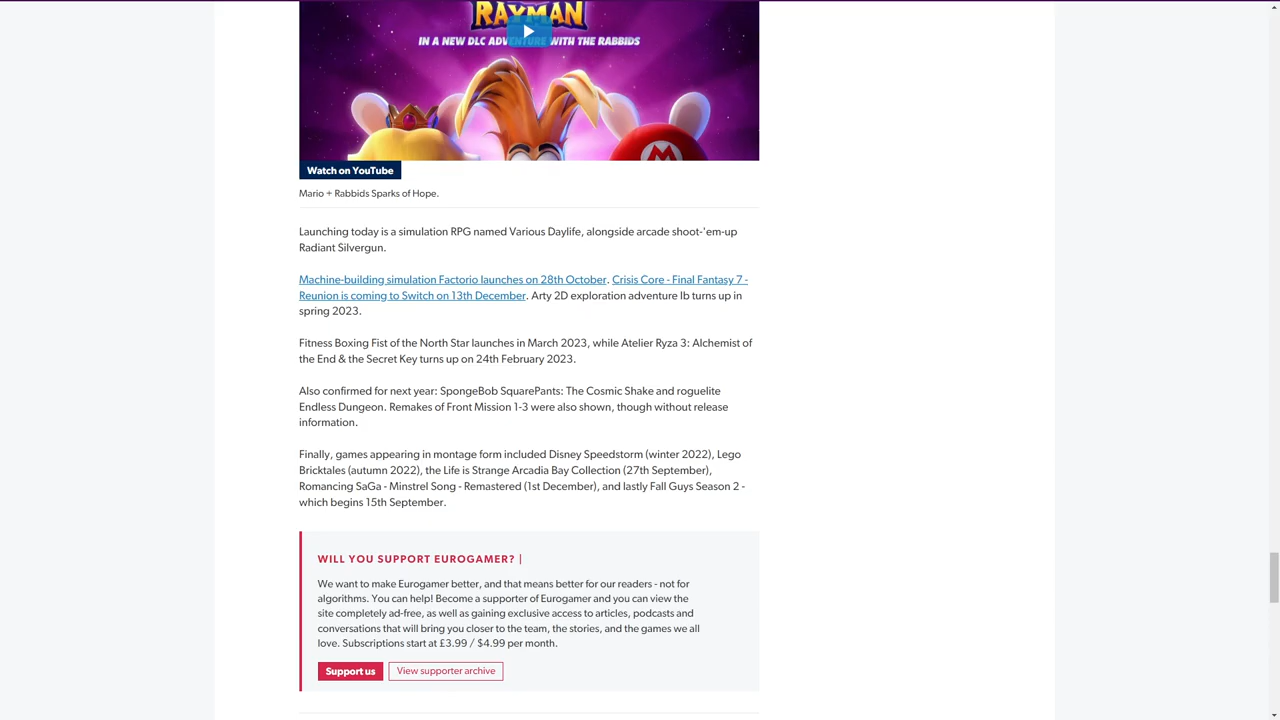 RAYMAN
IN A NEW DLC ADVENTURE WITH THE RABBIDS
Watch on YouTube
Mario + Rabbids Sparks of Hope.
Launching today is a simulation RPG named Various Daylife, alongside arcade shoot-'em-up
Radiant Silvergun.
Machine-building simulation Factorio launches on 28th October. Crisis Core - Final Fantasy 7 -
Reunion is coming to Switch on 13th December. Arty 2D exploration adventure Ib turns up in
spring 2023.
Fitness Boxing Fist of the North Star launches in March 2023, while Atelier Ryza 3: Alchemist of
the End & the Secret Key turns up on 24th February 2023.
Also confirmed for next year: SpongeBob SquarePants: The Cosmic Shake and roguelite
Endless Dungeon. Remakes of Front Mission 1-3 were also shown, though without release
information.
Finally, games appearing in montage form included Disney Speedstorm (winter 2022), Lego
Bricktales (autumn 2022), the Life is Strange Arcadia Bay Collection (27th September),
Romancing SaGa - Minstrel Song - Remastered (1st December), and lastly Fall Guys Season 2 -
which begins 15th September.
WILL YOU SUPPORT EUROGAMER? |
We want to make Eurogamer better, and that means better for our readers - not for
algorithms. You can help! Become a supporter of Eurogamer and you can view the
site completely ad-free, as well as gaining exclusive access to articles, podcasts and
conversations that will bring you closer to the team, the stories, and the games we all
love. Subscriptions start at £3.99 / $4.99 per month.
Support us
View supporter archive